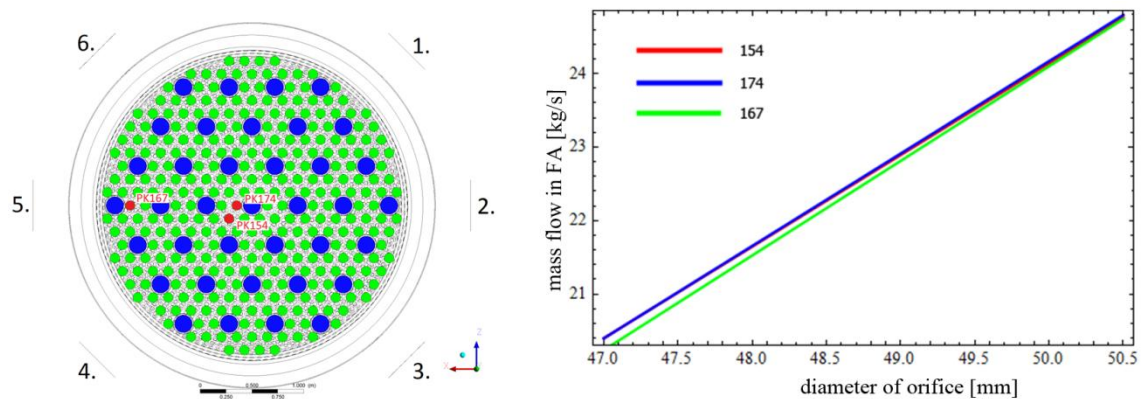 6.
1.
PK167
PK174
5.
2.
PK154
4.
3.
Z
X
0.000
0.500
1.000 (m)
0.250
0.750
154
174
167
mass flow in FA [kg/s]
24
23
22
21
47.0 47.5 48.0 48.5 49.0 49.5 50.0 50.5
diameter of orifice [mm]